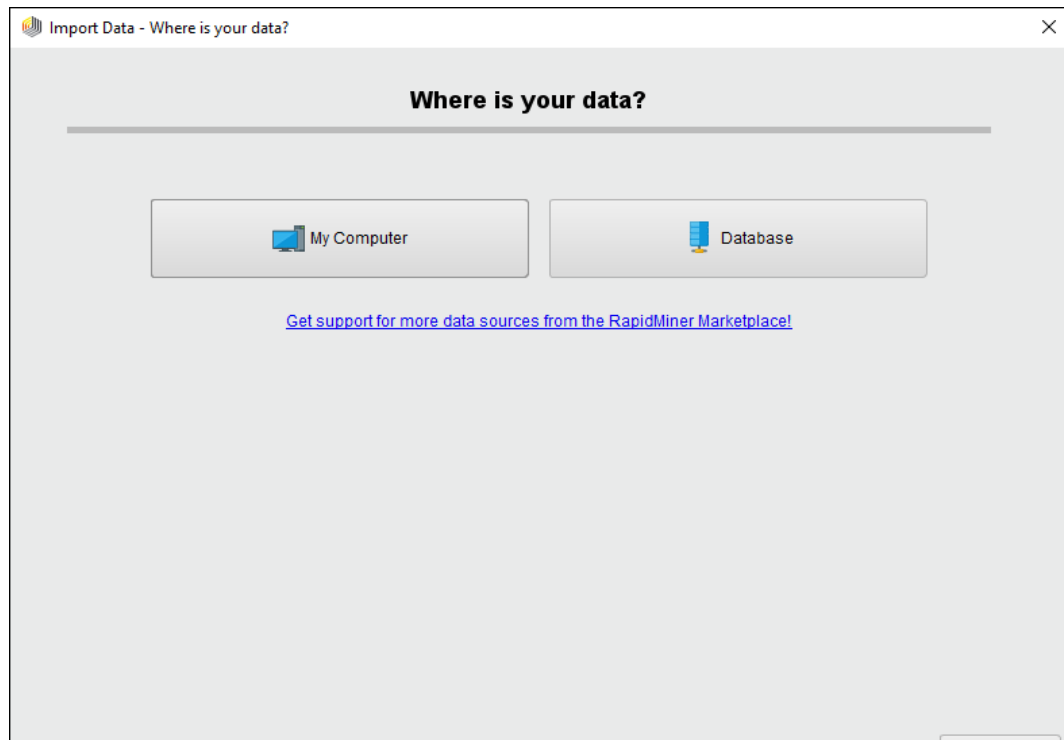 Import Data - Where is your data?
Where is your data?
My Computer
Database
Get support for more data sources from the RapidMiner Marketplace!